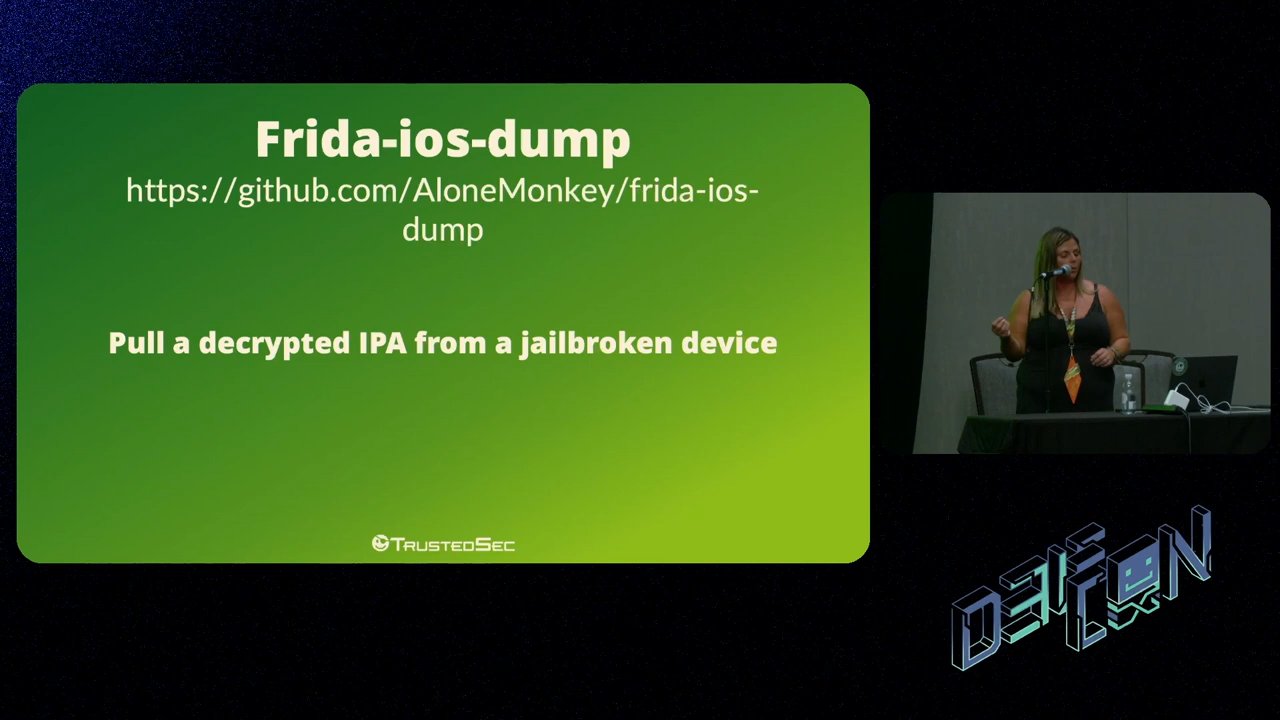 Frida-ios-dump
https://github.com/AloneMonkey/frida-ios-
dump
Pull a decrypted IPA from a jailbroken device
TrustedSec
DEF CON